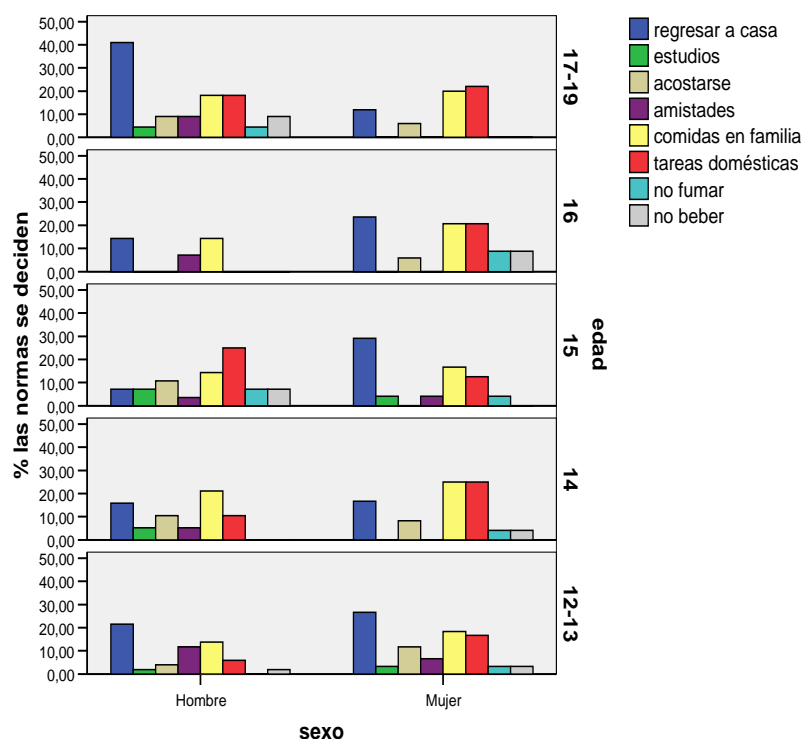 50,00
40,00
30,00
20,00
10,00
0,00
17-19
50,00
40,00
30,00
20,00
10,00
0,00
16
50,00
40,00
30,00
20,00
10,00
0,00
15
50,00
40,00
30,00
20,00
10,00
0,00
14
50,00
40,00
30,00
20,00
10,00
0,00
12-13
% las normas se deciden
edad
Hombre
Mujer
sexo
regresar a casa
estudios
acostarse
amistades
comidas en familia
tareas domésticas
no fumar
no beber